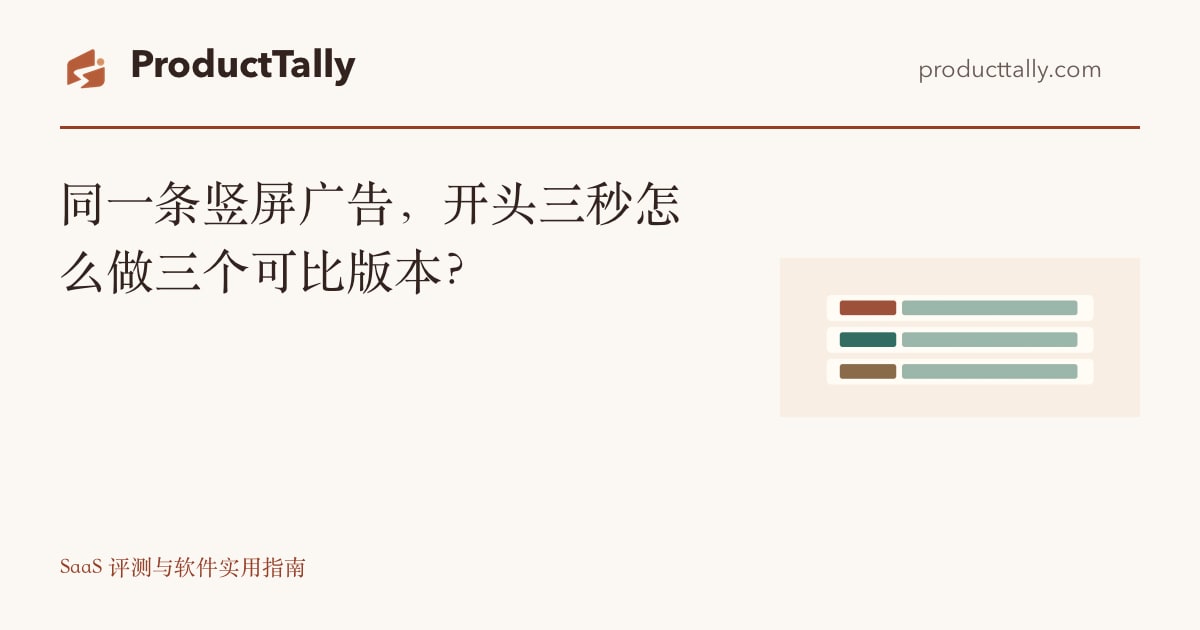 ProductTally
producttally.com
同一条竖屏广告，开头三秒怎
么做三个可比版本？
SaaS 评测与软件实用指南